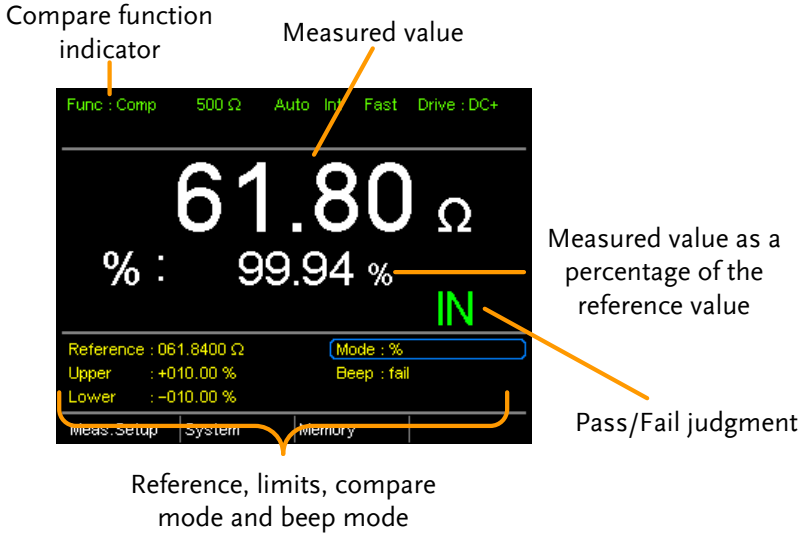 Compare function
indicator
Measured value
Func : Comp 500 Ω Auto Int Fast Drive : DC+
61.80 Ω
% : 99.94 %
IN
Measured value as a
percentage of the
reference value
Reference : 061.8400 Ω Mode : %
Upper : +010.00 % Beep : fail
Lower : −010.00 %
Meas.Setup System Memory
Pass/Fail judgment
Reference, limits, compare
mode and beep mode